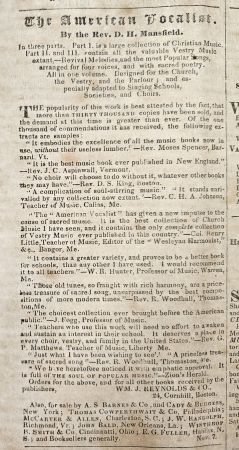 The American Vocalist.
By the Rev. D. H. Mansfield.
In three parts. Part I. is a large collection of Christian Music.
Part II. and III. contain all the valuable Vestry Music
extant,—Revival Melodies, and the most Popular Songs,
arranged for four voices, and with sacred poetry.
All in one volume. Designed for the Church,
the Vestry, and the Parlour; and es-
pecially adapted to Singing Schools,
Societies, and Choirs.
THE popularity of this work is best attested by the fact, that
more than THIRTY THOUSAND copies have been sold, and
the demand at this time is greater than ever. Of the
thousand of commendations it has received, the following ex-
tracts are samples:
"It embodies the excellencies of all the music books now in
use, without their useless lumber."—Rev. Moses Spencer, Bar-
nard. Vt.
"It is the best music book ever published in New England."
—Rev. J. C. Aspinwall, Vermont.
"No choir will choose to do without it, whatever other books
they may have."—Rev. D. S. King, Boston.
"A complication of soul-stirring music." "It stands unri-
valled by any collection now extant."—Rev. C. H. A. Johnson,
Teacher of Music, Calais, Me.
"The "American Vocalist" has given a new impulse to the
cause of sacred music. It is the best collection of Church
Music I have seen, and it contains the only complete collection
of Vestry Music ever published in this country."—Col.
Little, Teacher of Music, Editor of the "Wesleyan Harmonist,"
&c., Bangor, Me.
"It contains a greater variety, and proves to be a better book
for schools, than any other I have used. I would recommend
it to all teachers."—W. R. Hunter, Professor of Music, Warren,
Me.
"Those old tunes, so fraught with rich harmony, are a price-
less treasure of sacred song, unsurpassed by the best compo-
sitions of more modern times."—Rev. R. Woodhull, Thomas-
ton, Me.
"The choicest collection ever brought before the American
public."—J. Fogg, Professor of Music.
"Teachers who use this work will need no effort to awaken
and sustain an interest in their school. It deserves a place in
every choir, vestry, and family in the United States."—Rev. G.
P. Matthews, Teacher of Music, Liberty, Me.
"Just what I have been wishing to see." "A priceless trea-
sure of sacred song."—Rev. R. Woodhull, Thomaston, Me.
"We have heretofore noticed it with emphatic approval. It
is full of THE SOUL OF POPULAR MUSIC."—Zion's Herald.
Orders for the above, and for all other books received by the
publishers. WM. J. REYNOLDS & CO.
24, Cornhill, Boston.
Also, for sale by A. S. BARNES & Co., and CADY & BURGESS,
New York; THOMAS COWPERTHWAIT & Co., Philadelphia;
McCARTER & ALLEN, Charleston, S. C.; J. W. RANDOLPH,
Richmond, Va.; JOHN BALD, New Orleans, La.; WINTHROP
B. SMITH & Co. Cincinnati, Ohio; E. G. FULLER, Halifax, N.
S.; and Booksellers generally. Nov. 7.